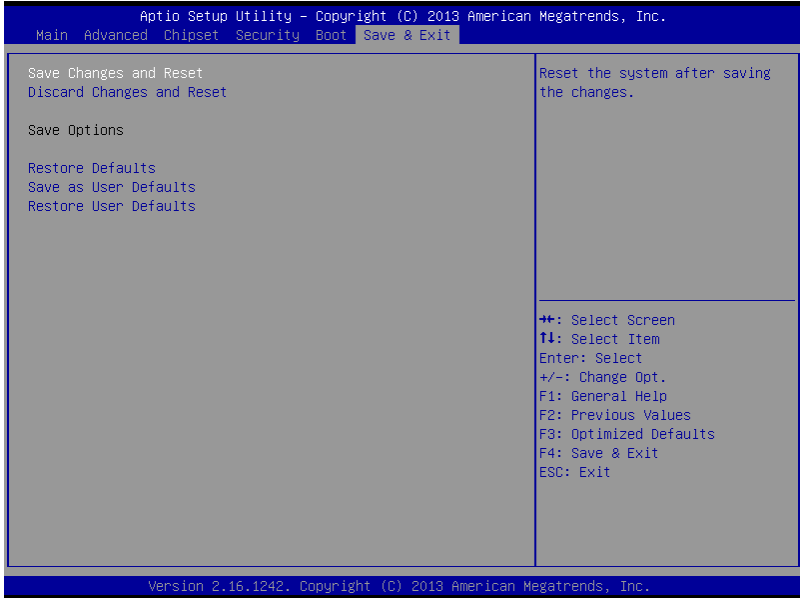 Aptio Setup Utility – Copyright (C) 2013 American Megatrends, Inc.
Main Advanced Chipset Security Boot Save & Exit
Save Changes and Reset
Discard Changes and Reset
Save Options
Restore Defaults
Save as User Defaults
Restore User Defaults
Reset the system after saving
the changes.
→←: Select Screen
↑↓: Select Item
Enter: Select
+/-: Change Opt.
F1: General Help
F2: Previous Values
F3: Optimized Defaults
F4: Save & Exit
ESC: Exit
Version 2.16.1242. Copyright (C) 2013 American Megatrends, Inc.